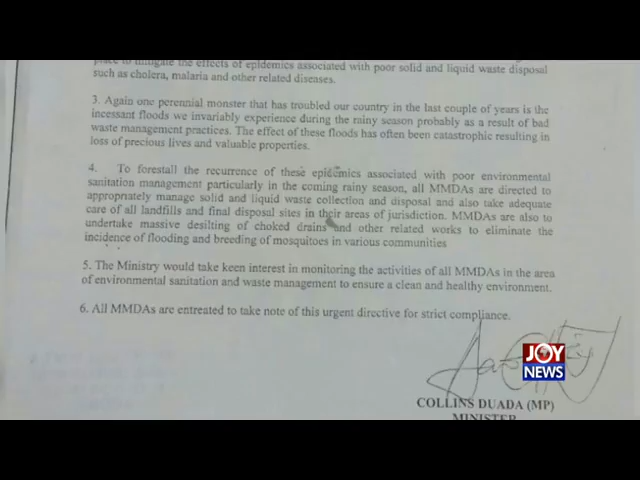 place to mitigate the effects of epidemics associated with poor solid and liquid waste disposal
such as cholera, malaria and other related diseases.
3. Again one perennial monster that has troubled our country in the last couple of years is the
incessant floods we invariably experience during the rainy season probably as a result of bad
waste management practices. The effect of these floods has often been catastrophic resulting in
loss of precious lives and valuable properties.
4. To forestall the recurrence of these epidemics associated with poor environmental
sanitation management particularly in the coming rainy season, all MMDAs are directed to
appropriately manage solid and liquid waste collection and disposal and also take adequate
care of all landfills and final disposal sites in their areas of jurisdiction. MMDAs are also to
undertake massive desilting of choked drains and other related works to eliminate the
incidence of flooding and breeding of mosquitoes in various communities
5. The Ministry would take keen interest in monitoring the activities of all MMDAs in the area
of environmental sanitation and waste management to ensure a clean and healthy environment.
6. All MMDAs are entreated to take note of this urgent directive for strict compliance.
JOY
NEWS
COLLINS DUADA (MP)
MINISTER